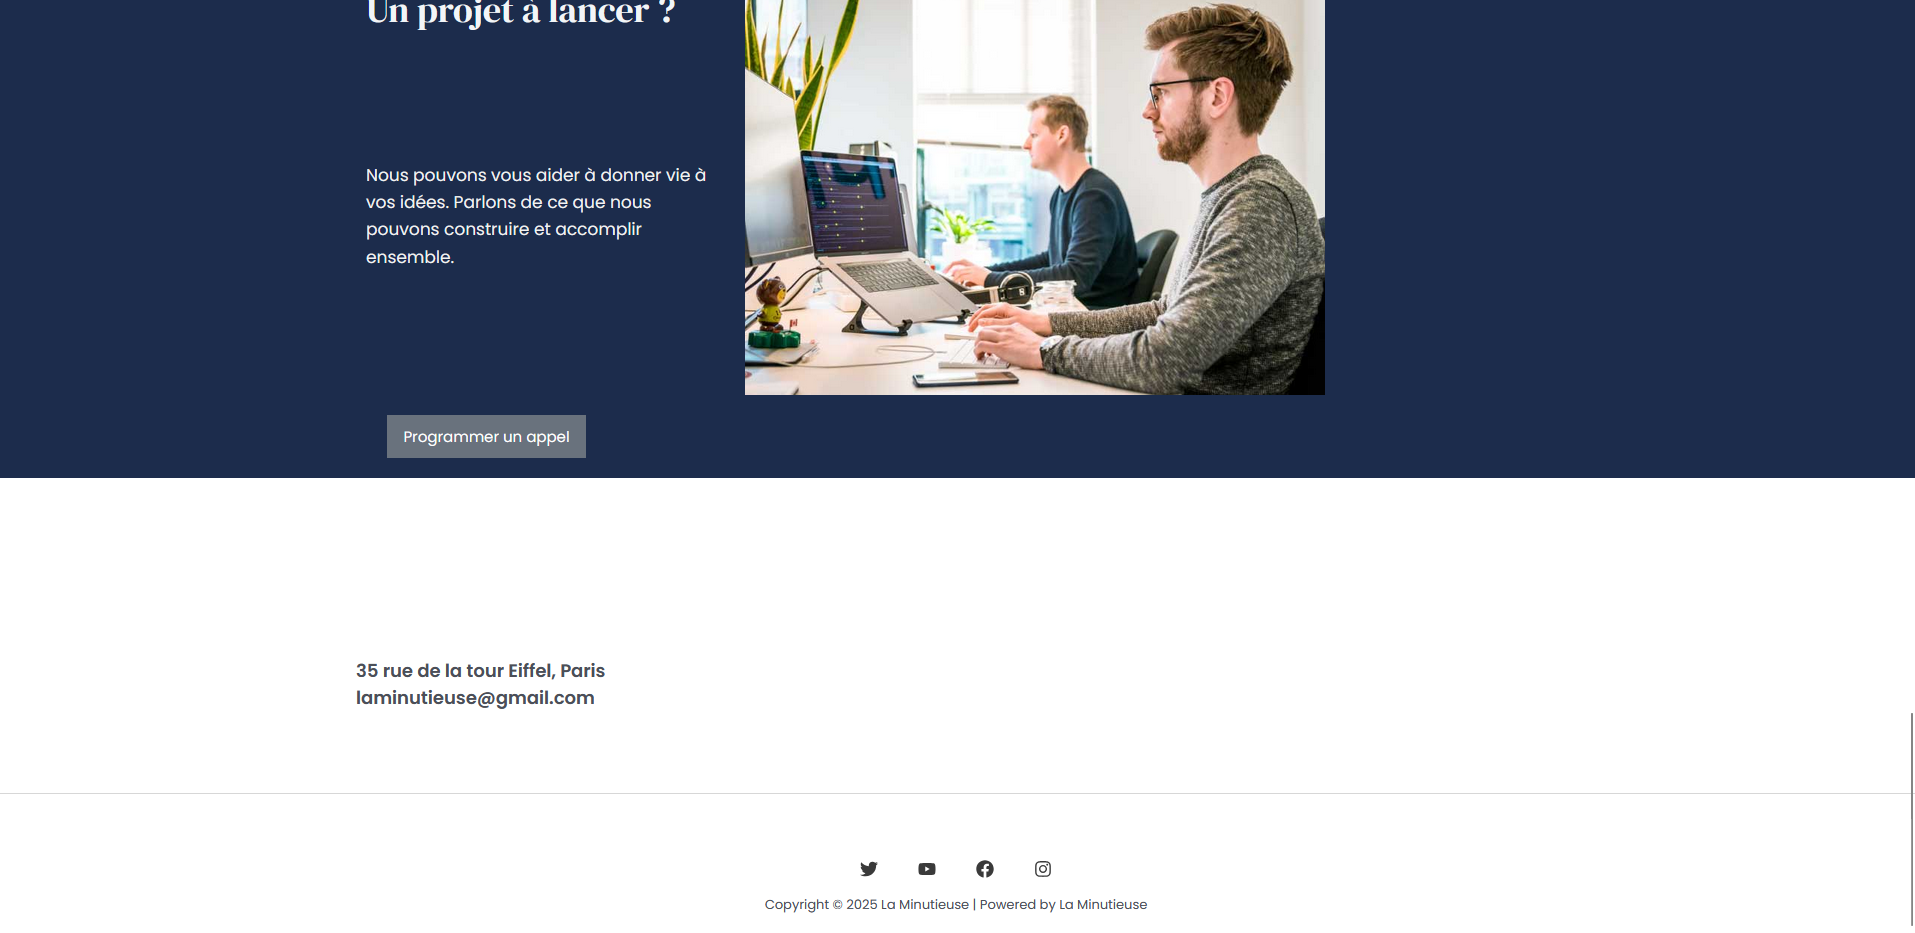 Un projet à lancer ?
Nous pouvons vous aider à donner vie à
vos idées. Parlons de ce que nous
pouvons construire et accomplir
ensemble.
Programmer un appel
35 rue de la tour Eiffel, Paris
laminutieuse@gmail.com
Copyright © 2025 La Minutieuse | Powered by La Minutieuse